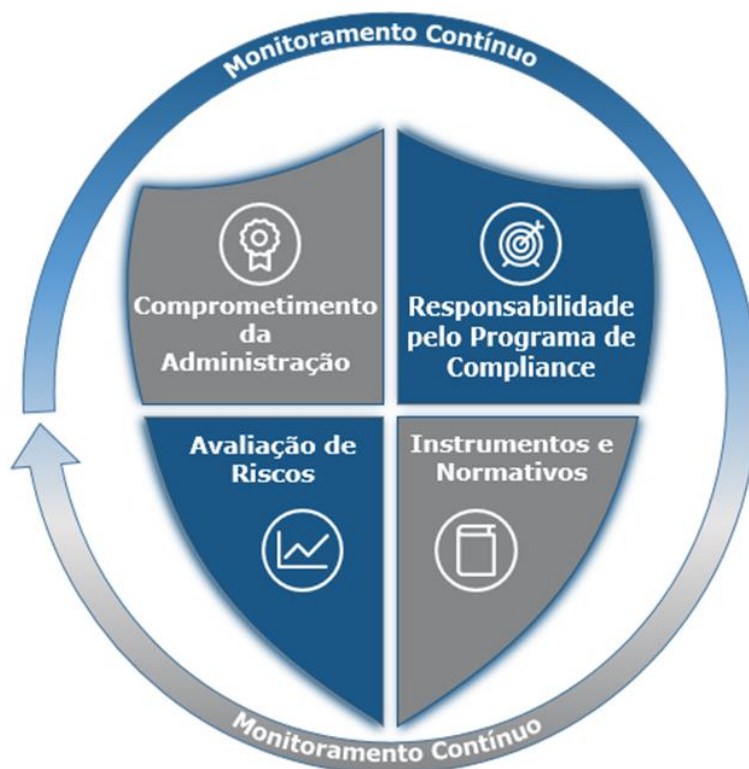 Monitoramento Contínuo
Comprometimento
da
Administração
Responsabilidade
pelo Programa de
Compliance
Avaliação de
Riscos
Instrumentos e
Normativos
Monitoramento Contínuo